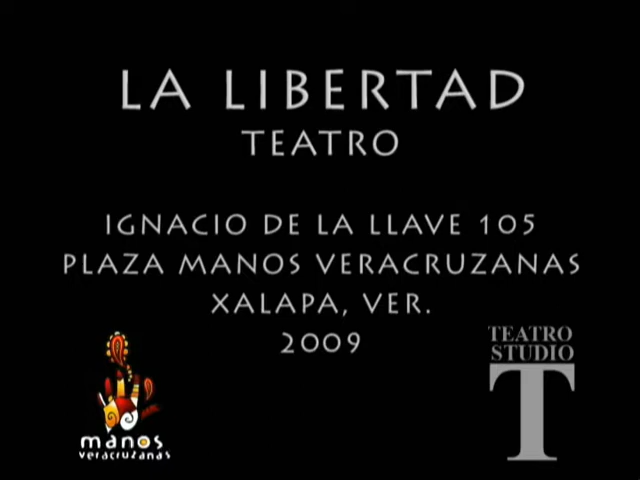 LA LIBERTAD
TEATRO
IGNACIO DE LA LLAVE 105
PLAZA MANOS VERACRUZANAS
XALAPA, VER.
2009
TEATRO
STUDIO
T
manos
veracruzanas